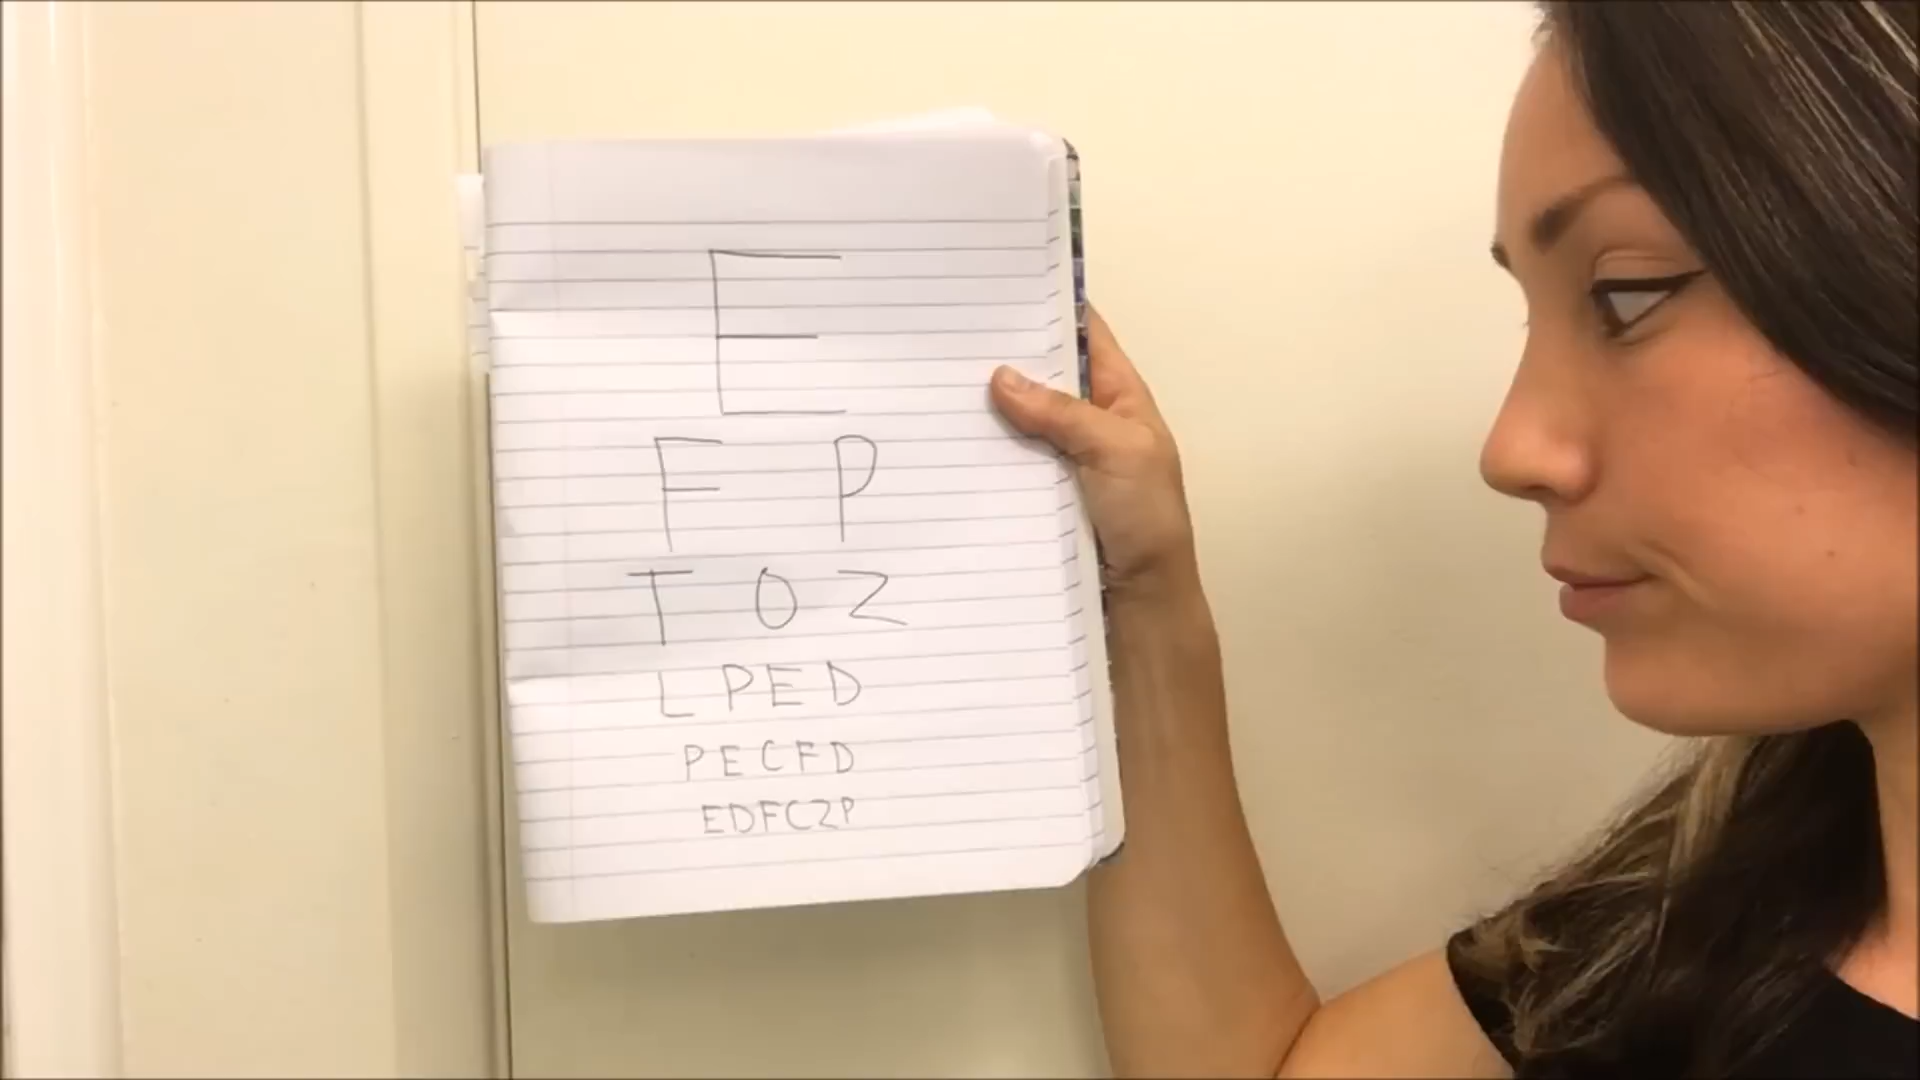 E
F P
T O Z
L P E D
P E C F D
E D F C Z P